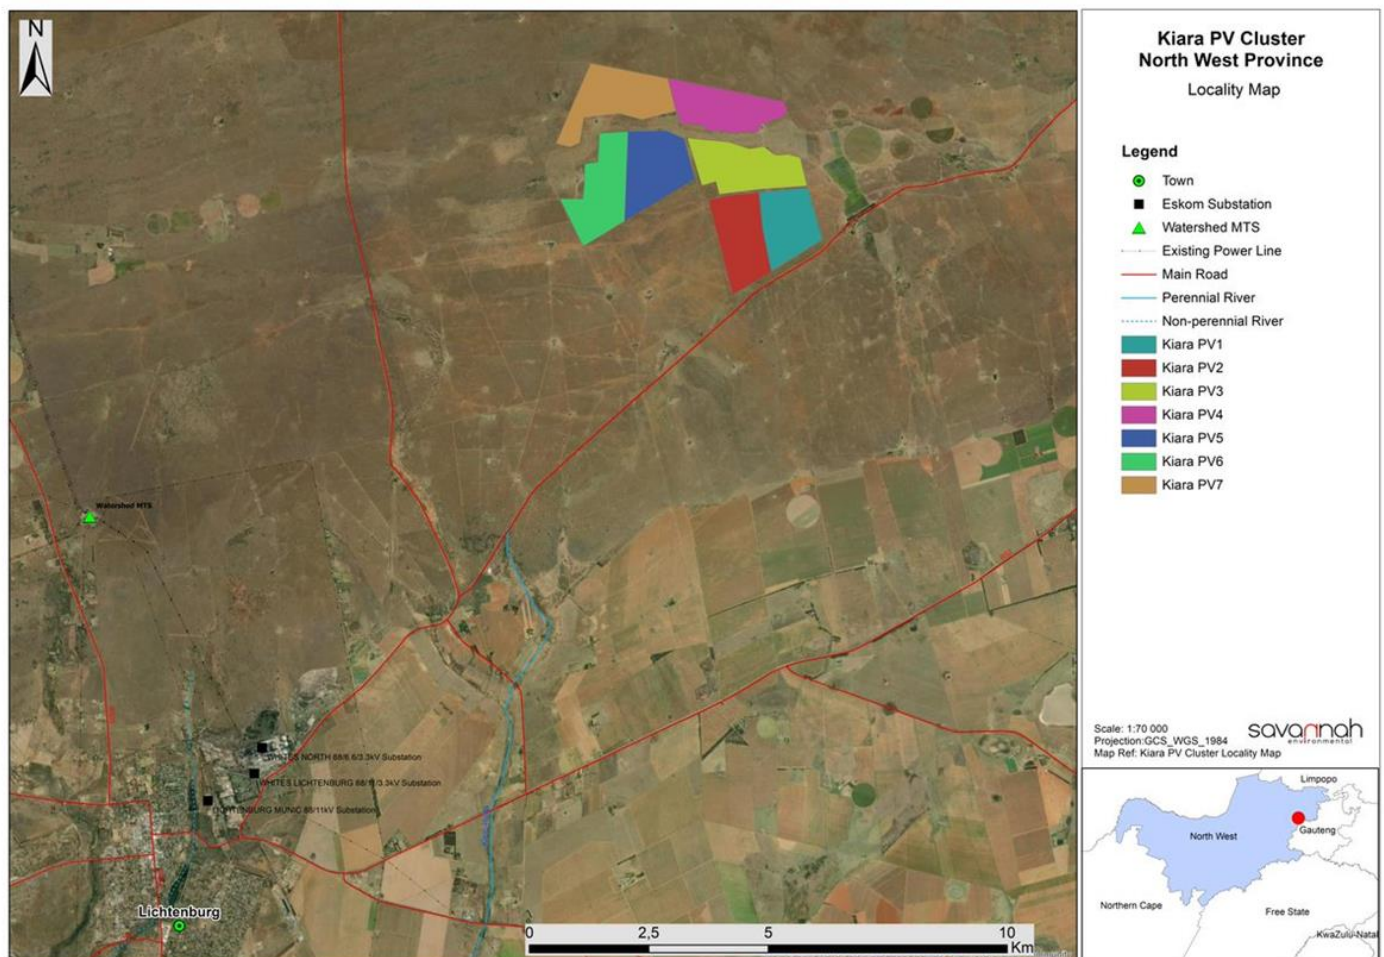 N
Watershed MTS
WHITES NORTH 88/6.6/3.3kV Substation
WHITES LICHTENBURG 88/11/3.3kV Substation
LICHTENBURG MUNIC 88/11kV Substation
Lichtenburg
0 2,5 5 10
Km
Kiara PV Cluster
North West Province
Locality Map
Legend
Town
Eskom Substation
Watershed MTS
Existing Power Line
Main Road
Perennial River
Non-perennial River
Kiara PV1
Kiara PV2
Kiara PV3
Kiara PV4
Kiara PV5
Kiara PV6
Kiara PV7
Scale: 1:70 000
Projection:GCS_WGS_1984
Map Ref: Kiara PV Cluster Locality Map
savannah
environmental
Limpopo
North West
Gauteng
Northern Cape
Free State
KwaZulu-Natal